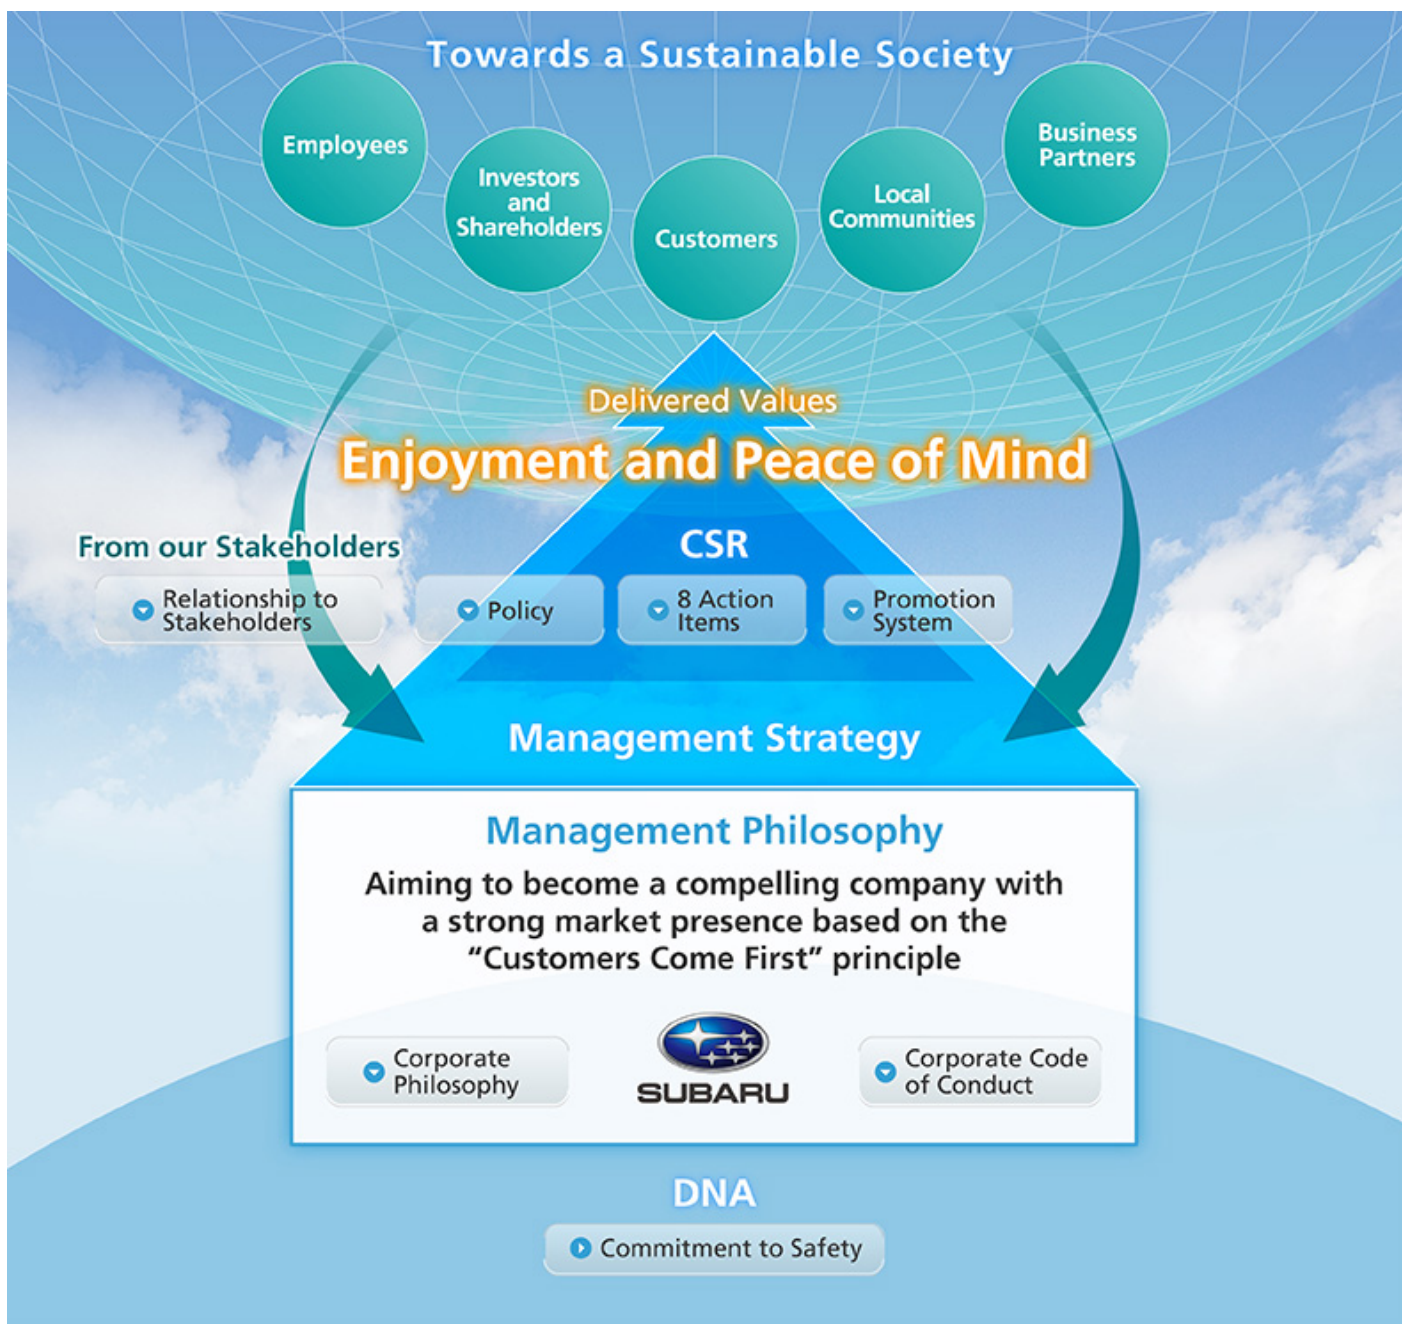 Towards a Sustainable Society
Employees
Investors
and
Shareholders
Customers
Local
Communities
Business
Partners
Delivered Values
Enjoyment and Peace of Mind
From our Stakeholders
CSR
Relationship to
Stakeholders
Policy
8 Action
Items
Promotion
System
Management Strategy
Management Philosophy
Aiming to become a compelling company with
a strong market presence based on the
“Customers Come First” principle
Corporate
Philosophy
SUBARU
Corporate Code
of Conduct
DNA
Commitment to Safety